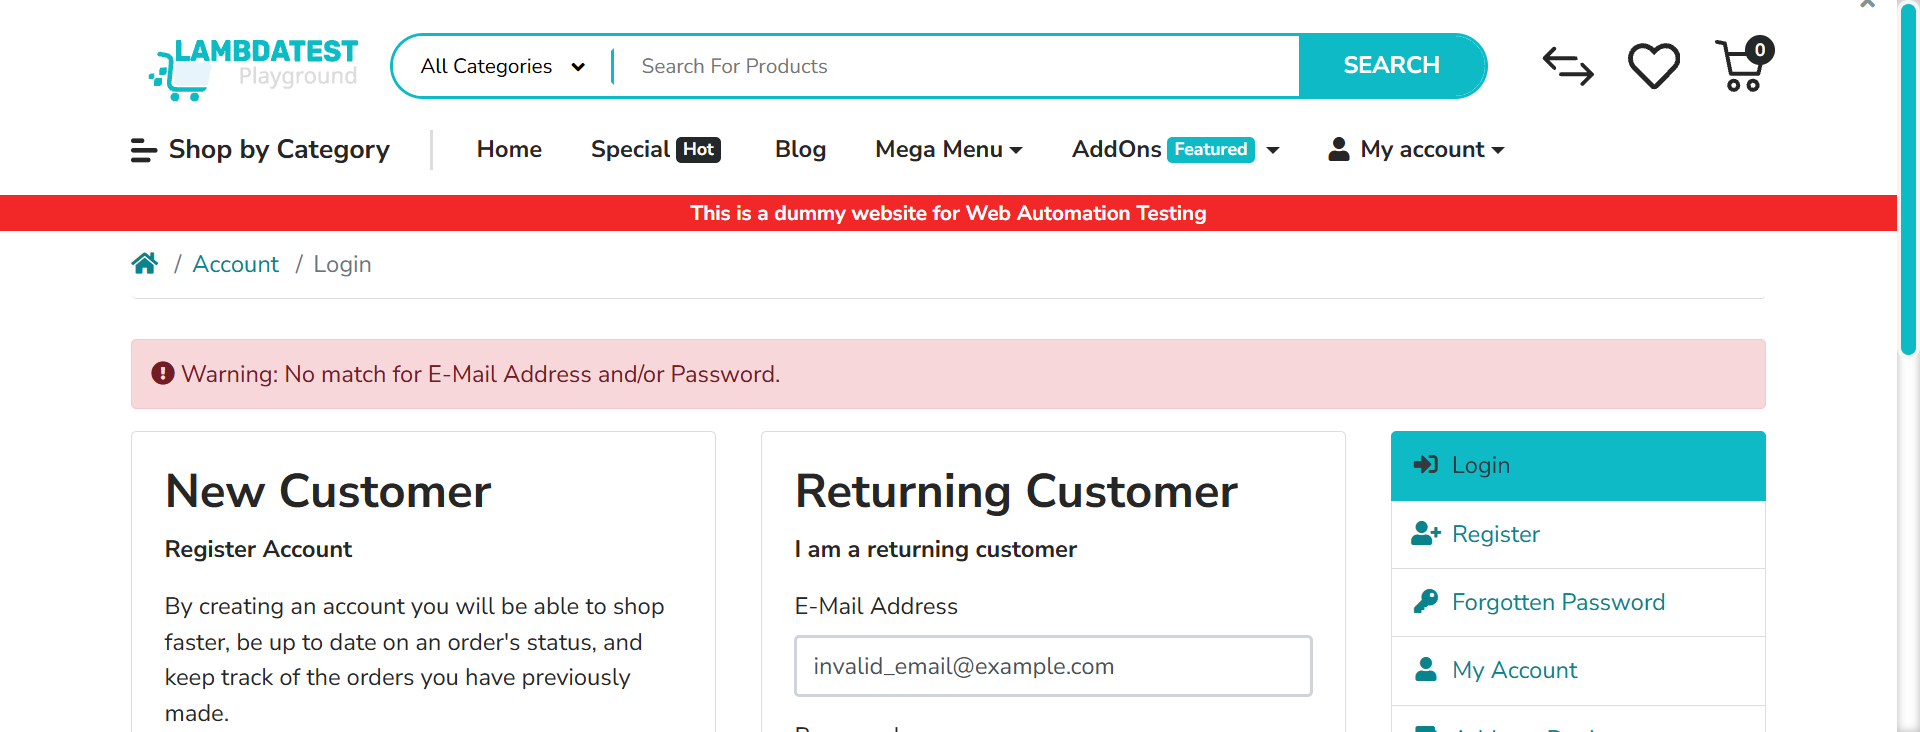 LAMBDATEST
Playground
All Categories
Search For Products
SEARCH
0
Shop by Category
Home
Special Hot
Blog
Mega Menu
AddOns Featured
My account
This is a dummy website for Web Automation Testing
/ Account / Login
Warning: No match for E-Mail Address and/or Password.
New Customer
Register Account
By creating an account you will be able to shop
faster, be up to date on an order's status, and
keep track of the orders you have previously
made.
Returning Customer
I am a returning customer
E-Mail Address
invalid_email@example.com
Login
Register
Forgotten Password
My Account